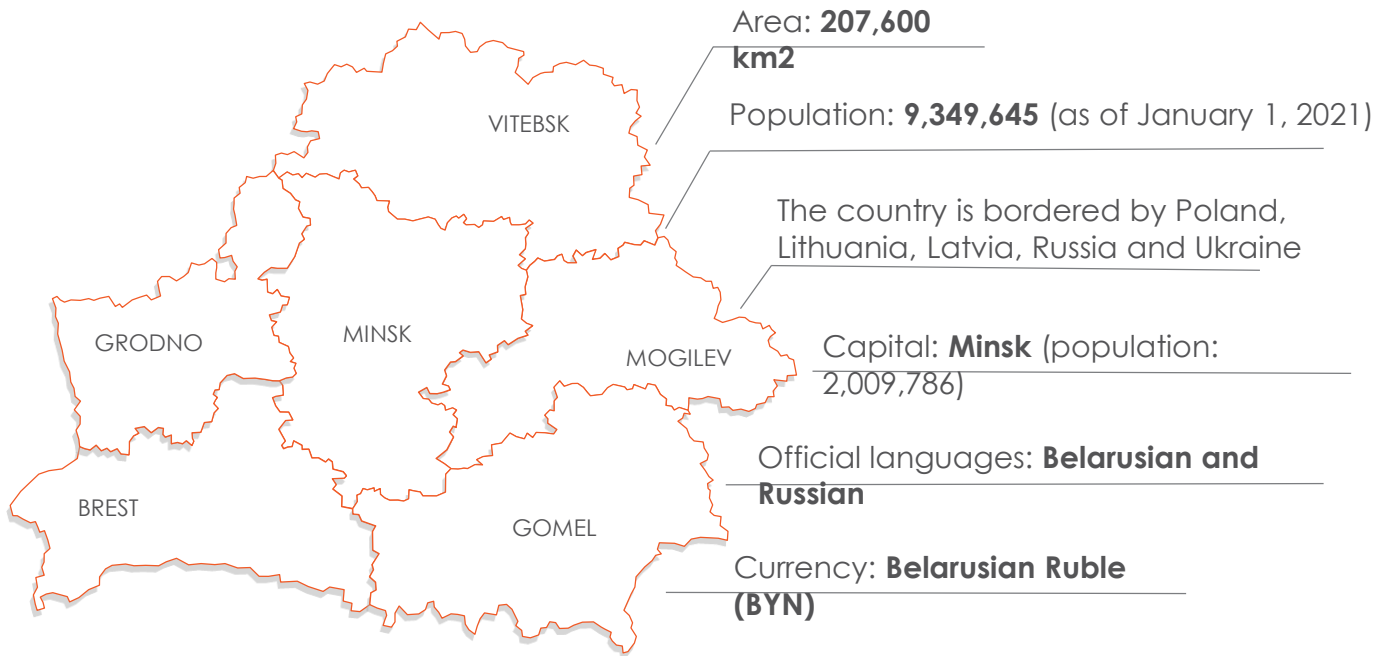 Area: 207,600
km2
Population: 9,349,645 (as of January 1, 2021)
VITEBSK
The country is bordered by Poland,
Lithuania, Latvia, Russia and Ukraine
GRODNO
MINSK
MOGILEV
Capital: Minsk (population:
2,009,786)
Official languages: Belarusian and
Russian
BREST
GOMEL
Currency: Belarusian Ruble
(BYN)